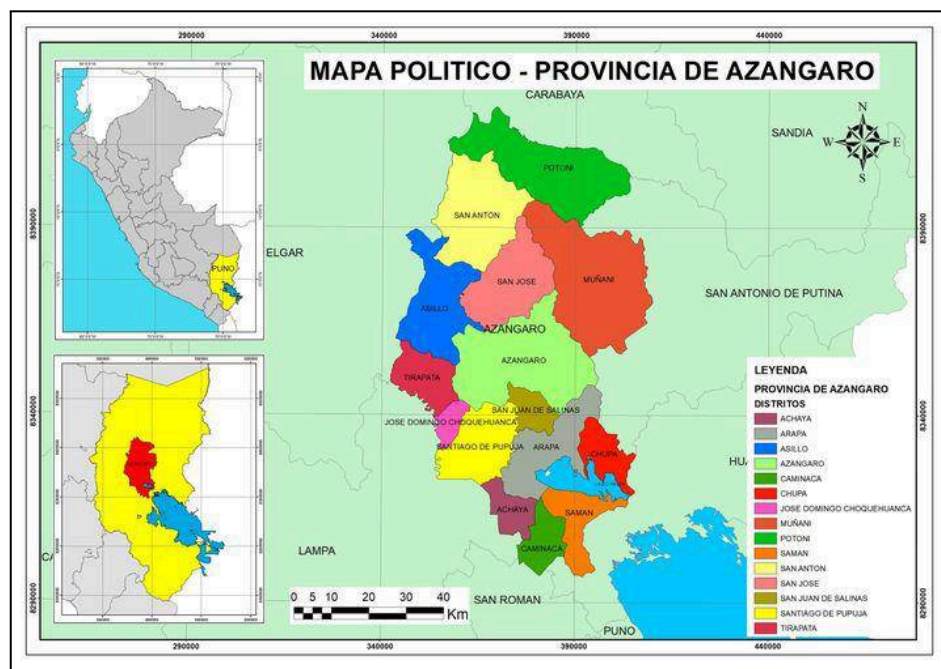 290000 340000 390000 440000
MAPA POLITICO - PROVINCIA DE AZANGARO
CARABAYA
SANDIA
N
W E
S
POTONI
8390000
8390000
SAN ANTON
ELGAR
PUNO
SAN JOSE
MUÑANI
SAN ANTONIO DE PUTINA
ASILLO
AZANGARO
AZANGARO
TIRAPATA
8340000
8340000
SAN JUAN DE SALINAS
JOSE DOMINGO CHOQUEHUANCA
SANTIAGO DE PUPUJA
ARAPA
CHUPA
HUA
ACHAYA
SAMAN
CAMINACA
LAMPA
SAN ROMAN
PUNO
8290000
8290000
0 5 10 20 30 40
Km
LEYENDA
PROVINCIA DE AZANGARO
DISTRITOS
ACHAYA
ARAPA
ASILLO
AZANGARO
CAMINACA
CHUPA
JOSE DOMINGO CHOQUEHUANCA
MUÑANI
POTONI
SAMAN
SAN ANTON
SAN JOSE
SAN JUAN DE SALINAS
SANTIAGO DE PUPUJA
TIRAPATA
290000 340000 390000 440000